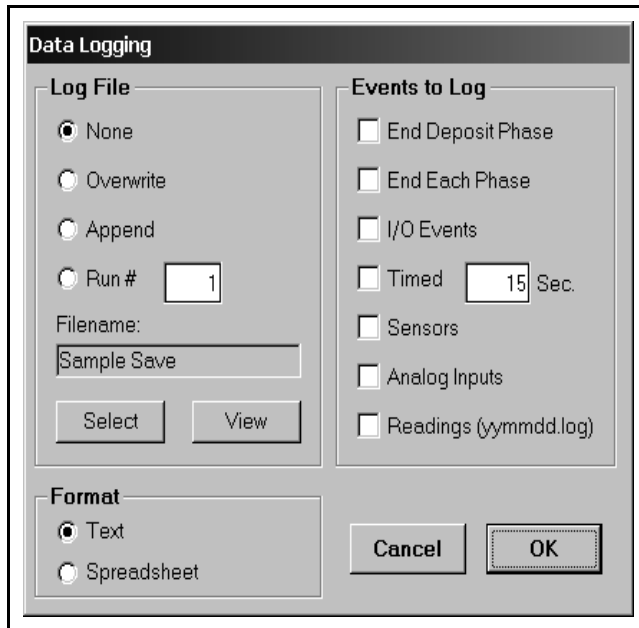 Data Logging
Log File
None
Overwrite
Append
Run # 1
Filename:
Sample Save
Select View
Events to Log
End Deposit Phase
End Each Phase
I/O Events
Timed 15 Sec.
Sensors
Analog Inputs
Readings (yymmdd.log)
Format
Text
Spreadsheet
Cancel OK